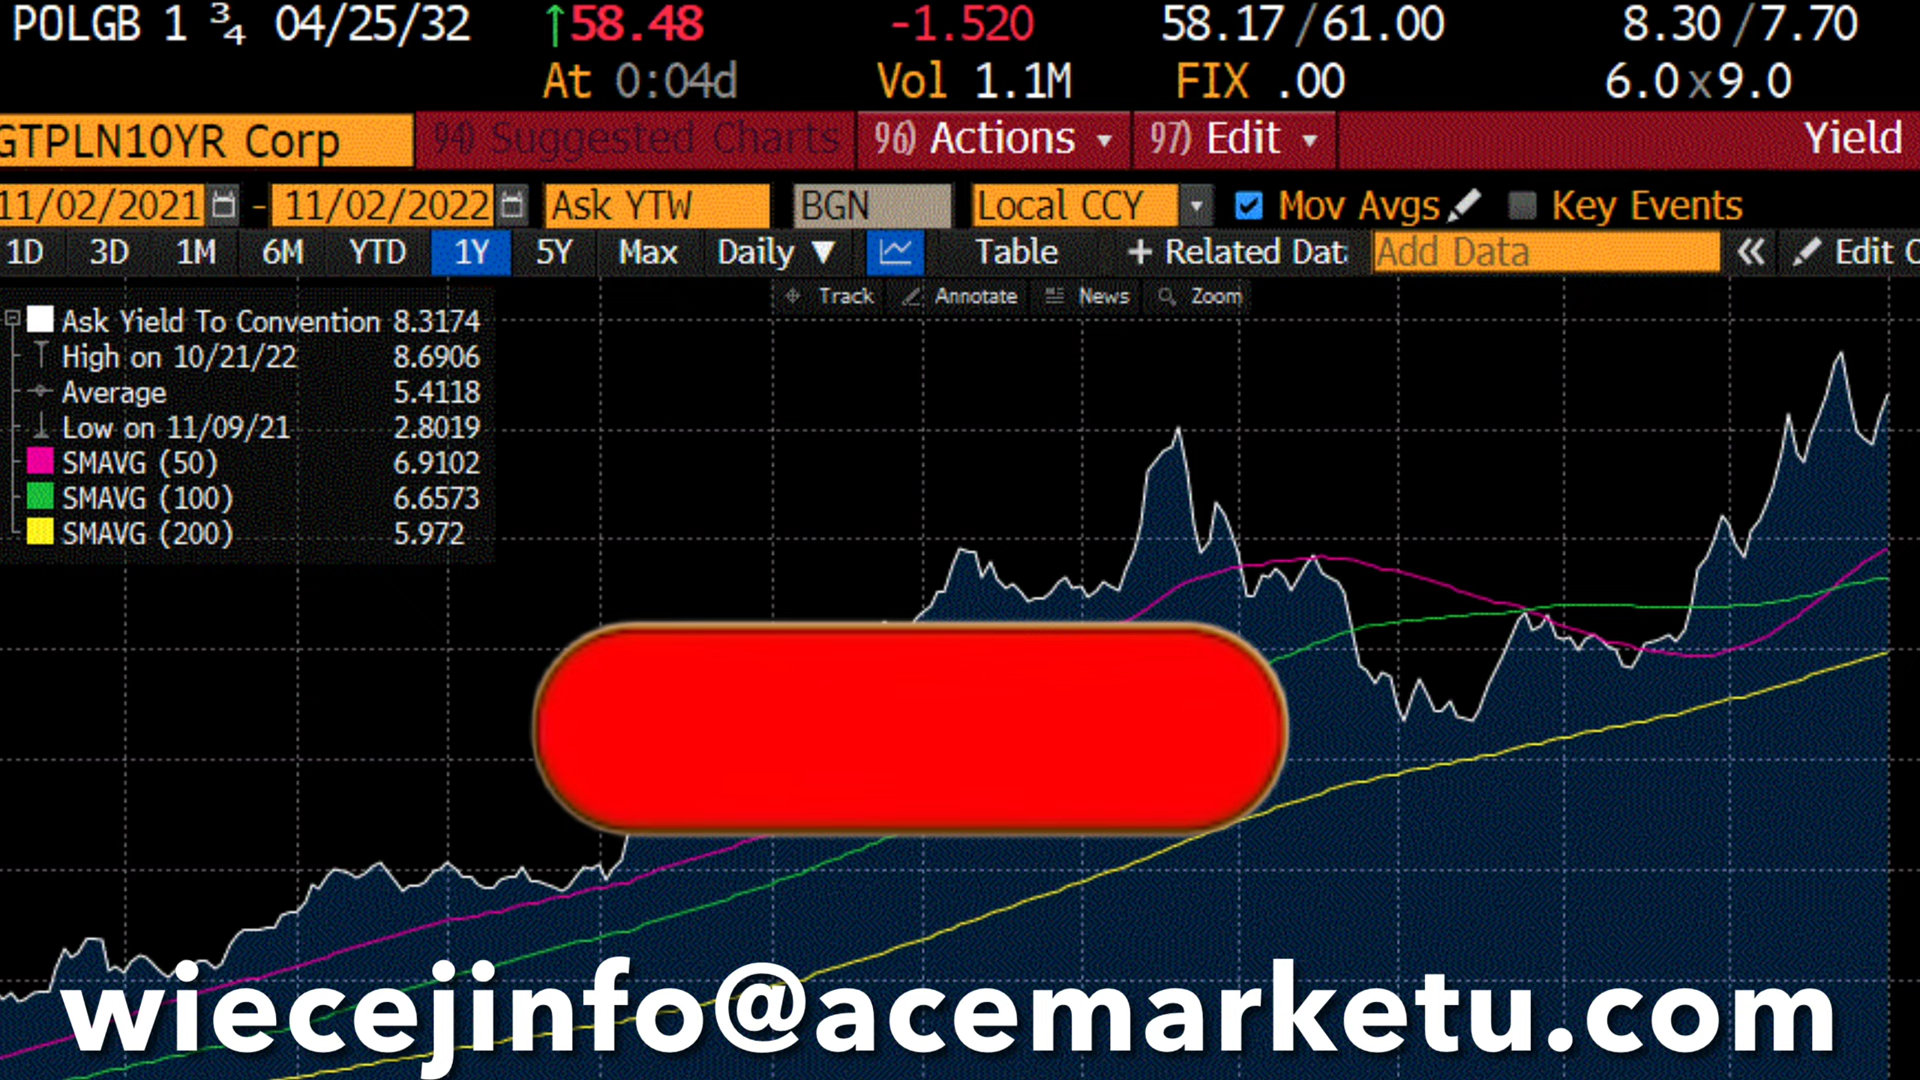 POLGB 1 ¾ 04/25/32 ↑58.48 -1.520 58.17/61.00 8.30/7.70
At 0:04d Vol 1.1M FIX .00 6.0x9.0
GTPLN10YR Corp 94) Suggested Charts 96) Actions 97) Edit Yield
11/02/2021 - 11/02/2022 Ask YTW BGN Local CCY Mov Avgs Key Events
1D 3D 1M 6M YTD 1Y 5Y Max Daily ▼ Table + Related Dat Add Data « Edit C
Track Annotate News Zoom
Ask Yield To Convention 8.3174
High on 10/21/22 8.6906
Average 5.4118
Low on 11/09/21 2.8019
SMAVG (50) 6.9102
SMAVG (100) 6.6573
SMAVG (200) 5.972
wiecejinfo@acemarketu.com